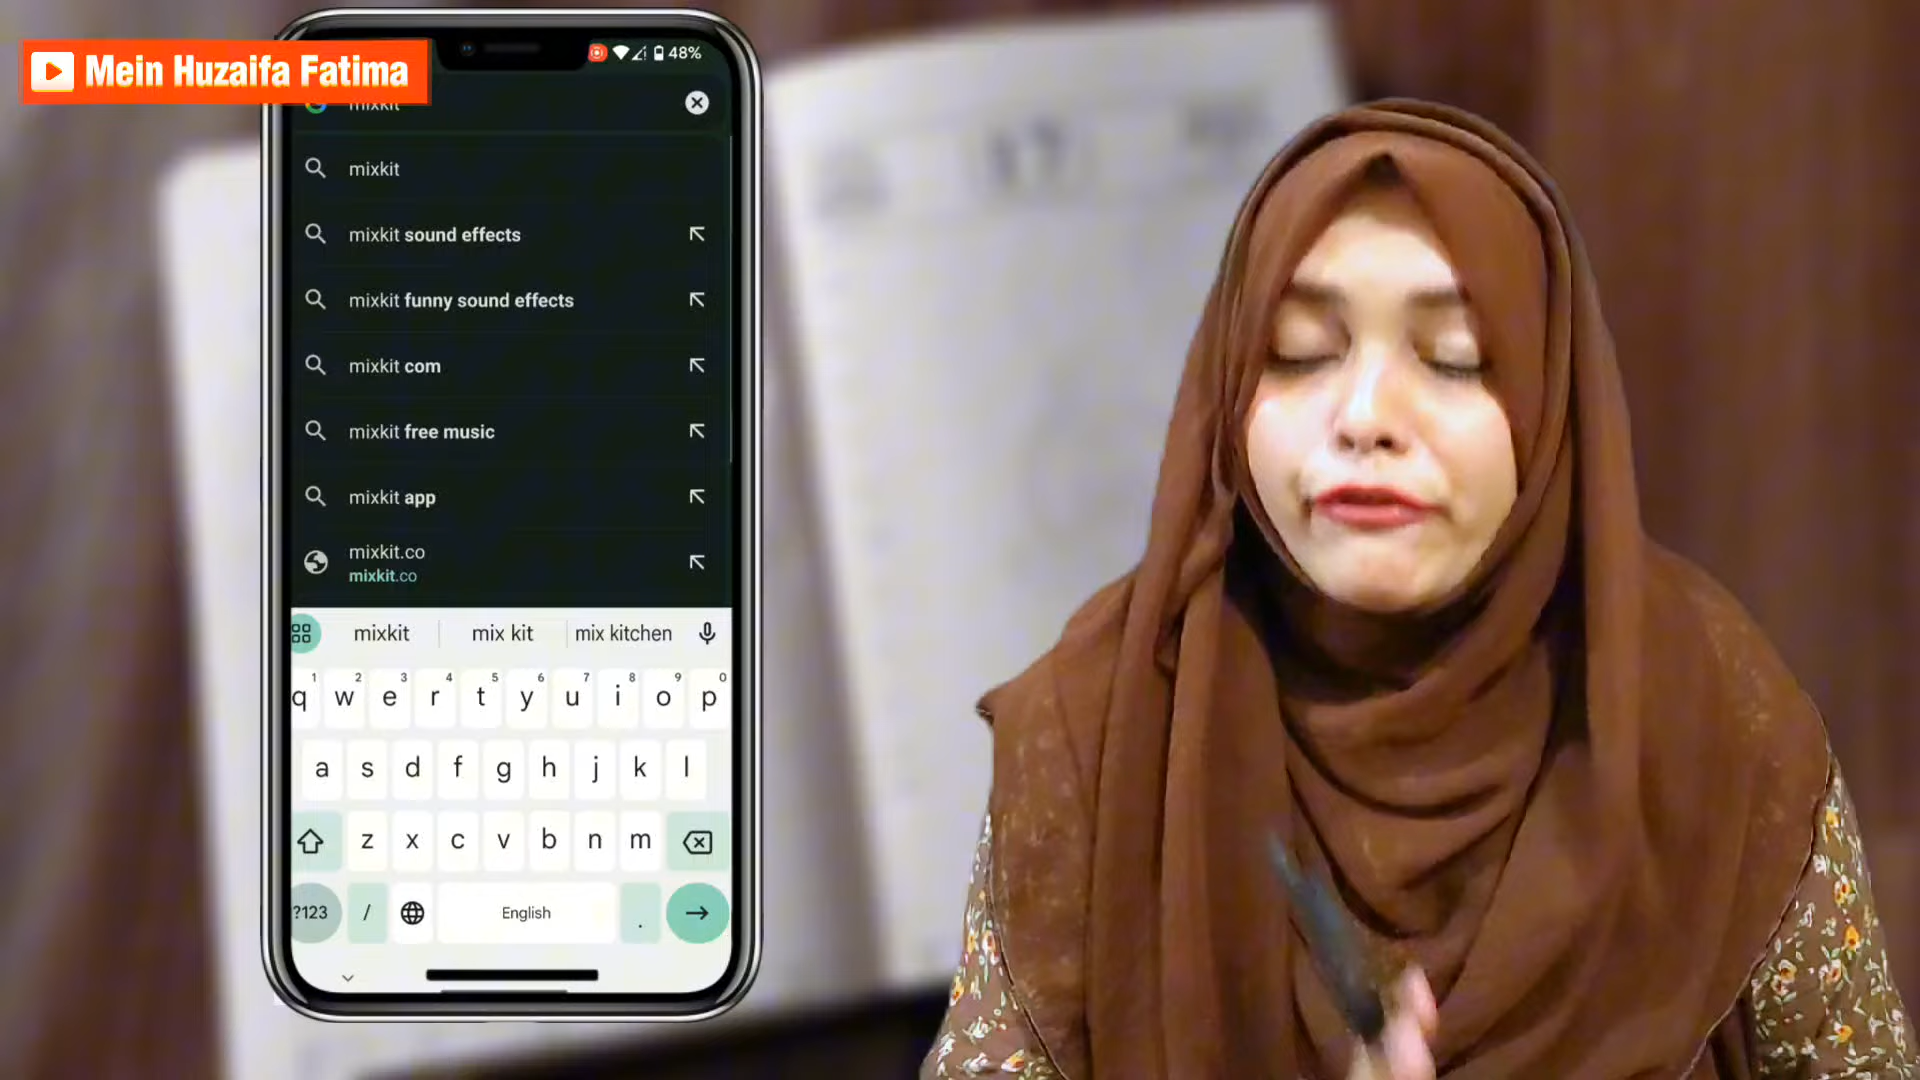 Mein Huzaifa Fatima
48%
mixkit
mixkit
mixkit sound effects
mixkit funny sound effects
mixkit com
mixkit free music
mixkit app
mixkit.co
mixkit.co
mixkit mix kit mix kitchen
1 2 3 4 5 6 7 8 9 0
q w e r t y u i o p
a s d f g h j k l
z x c v b n m
?123 / English .